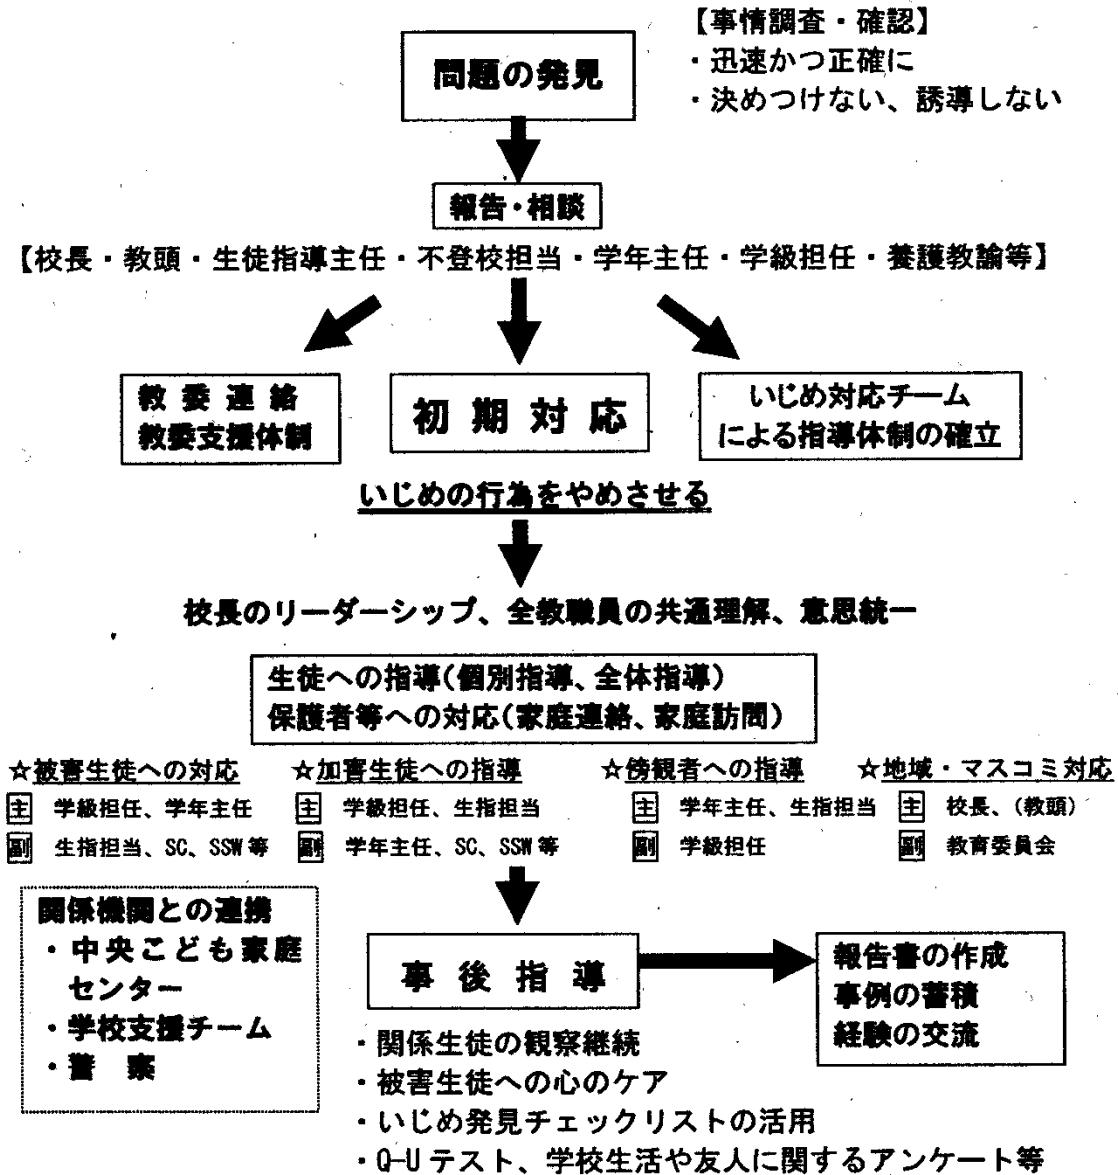 問題の発見
【事情調査・確認】
・迅速かつ正確に
・決めつけない、誘導しない
報告・相談
【校長・教頭・生徒指導主任・不登校担当・学年主任・学級担任・養護教諭等】
教委連絡
教委支援体制
初期対応
いじめ対応チーム
による指導体制の確立
いじめの行為をやめさせる
校長のリーダーシップ、全教職員の共通理解、意思統一
生徒への指導(個別指導、全体指導)
保護者等への対応(家庭連絡、家庭訪問)
☆被害生徒への対応
主 学級担任、学年主任
副 生指担当、SC、SSW等
☆加害生徒への指導
主 学級担任、生指担当
副 学年主任、SC、SSW等
☆傍観者への指導
主 学年主任、生指担当
副 学級担任
☆地域・マスコミ対応
主 校長、(教頭)
副 教育委員会
関係機関との連携
・中央こども家庭
センター
・学校支援チーム
・警察
事後指導
報告書の作成
事例の蓄積
経験の交流
・関係生徒の観察継続
・被害生徒への心のケア
・いじめ発見チェックリストの活用
・Q-Uテスト、学校生活や友人に関するアンケート等